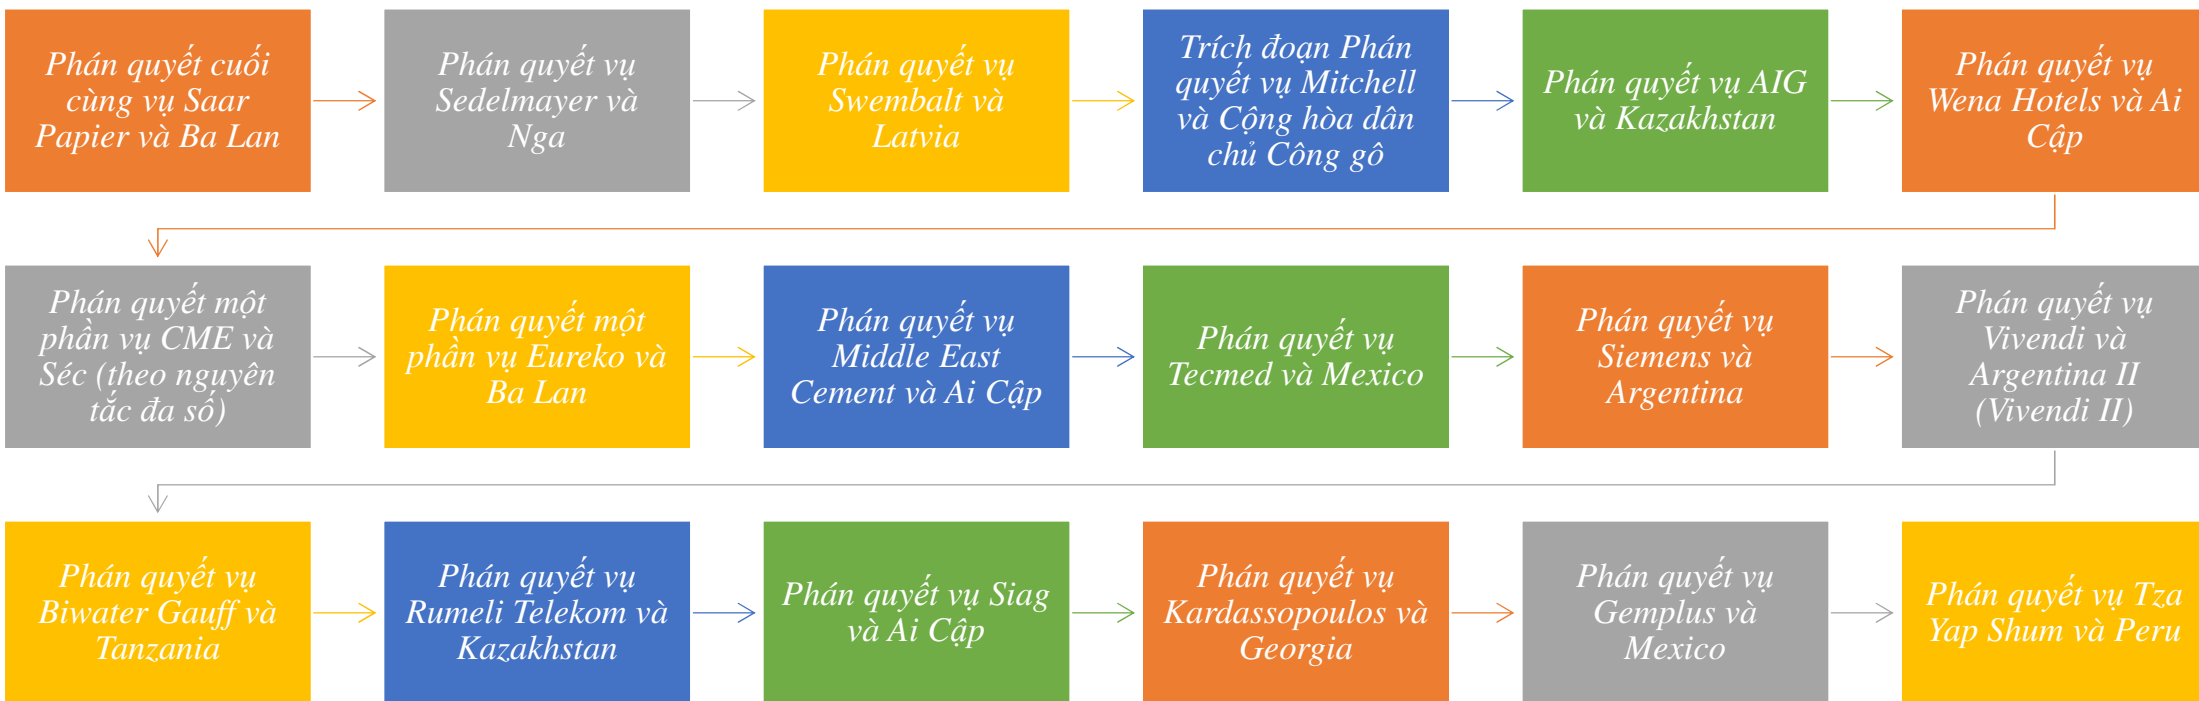 Phán quyết cuối
cùng vụ Saar
Papier và Ba Lan
Phán quyết vụ
Sedelmayer và
Nga
Phán quyết vụ
Swembalt và
Latvia
Trích đoạn Phán
quyết vụ Mitchell
và Cộng hòa dân
chủ Công gô
Phán quyết vụ AIG
và Kazakhstan
Phán quyết vụ
Wena Hotels và Ai
Cập
Phán quyết một
phần vụ CME và
Séc (theo nguyên
tắc đa số)
Phán quyết một
phần vụ Eureko và
Ba Lan
Phán quyết vụ
Middle East
Cement và Ai Cập
Phán quyết vụ
Tecmed và Mexico
Phán quyết vụ
Siemens và
Argentina
Phán quyết vụ
Vivendi và
Argentina II
(Vivendi II)
Phán quyết vụ
Biwater Gauff và
Tanzania
Phán quyết vụ
Rumeli Telekom và
Kazakhstan
Phán quyết vụ Siag
và Ai Cập
Phán quyết vụ
Kardassopoulos và
Georgia
Phán quyết vụ
Gemplus và
Mexico
Phán quyết vụ Tza
Yap Shum và Peru